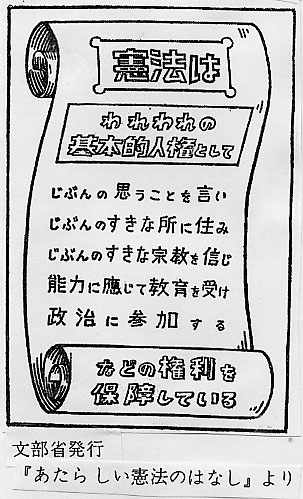 憲法は
われわれの
基本的人権として
じぶんの思うことを言い
じぶんのすきな所に住み
じぶんのすきな宗教を信じ
能力に應じて教育を受け
政治に参加する
などの権利を
保障している
文部省発行
『あたらしい憲法のはなし』より